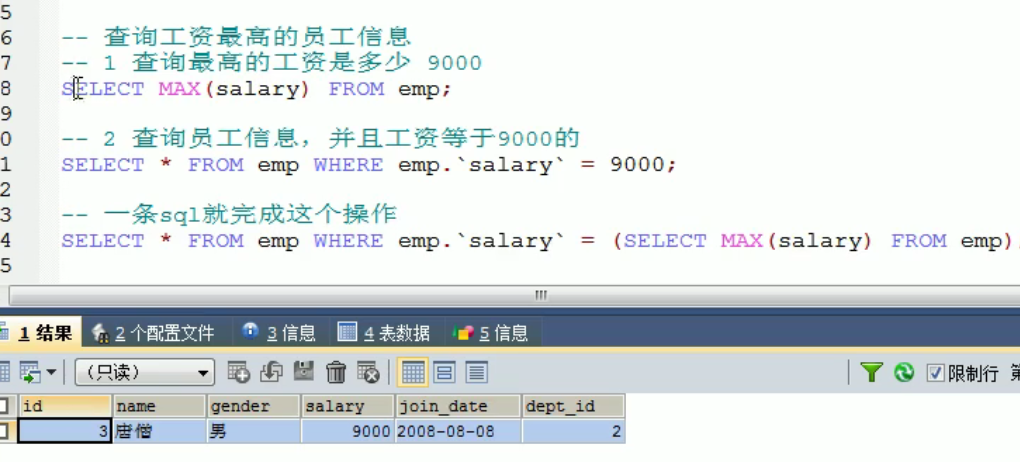 5
6 -- 查询工资最高的员工信息
7 -- 1 查询最高的工资是多少 9000
8 SELECT MAX(salary) FROM emp;
9
0 -- 2 查询员工信息，并且工资等于9000的
1 SELECT * FROM emp WHERE emp.`salary` = 9000;
2
3 -- 一条sql就完成这个操作
4 SELECT * FROM emp WHERE emp.`salary` = (SELECT MAX(salary) FROM emp)
5
1 结果 2 个配置文件 3 信息 4 表数据 5 信息
（只读） 限制行
id name gender salary join_date dept_id
3 唐僧 男 9000 2008-08-08 2